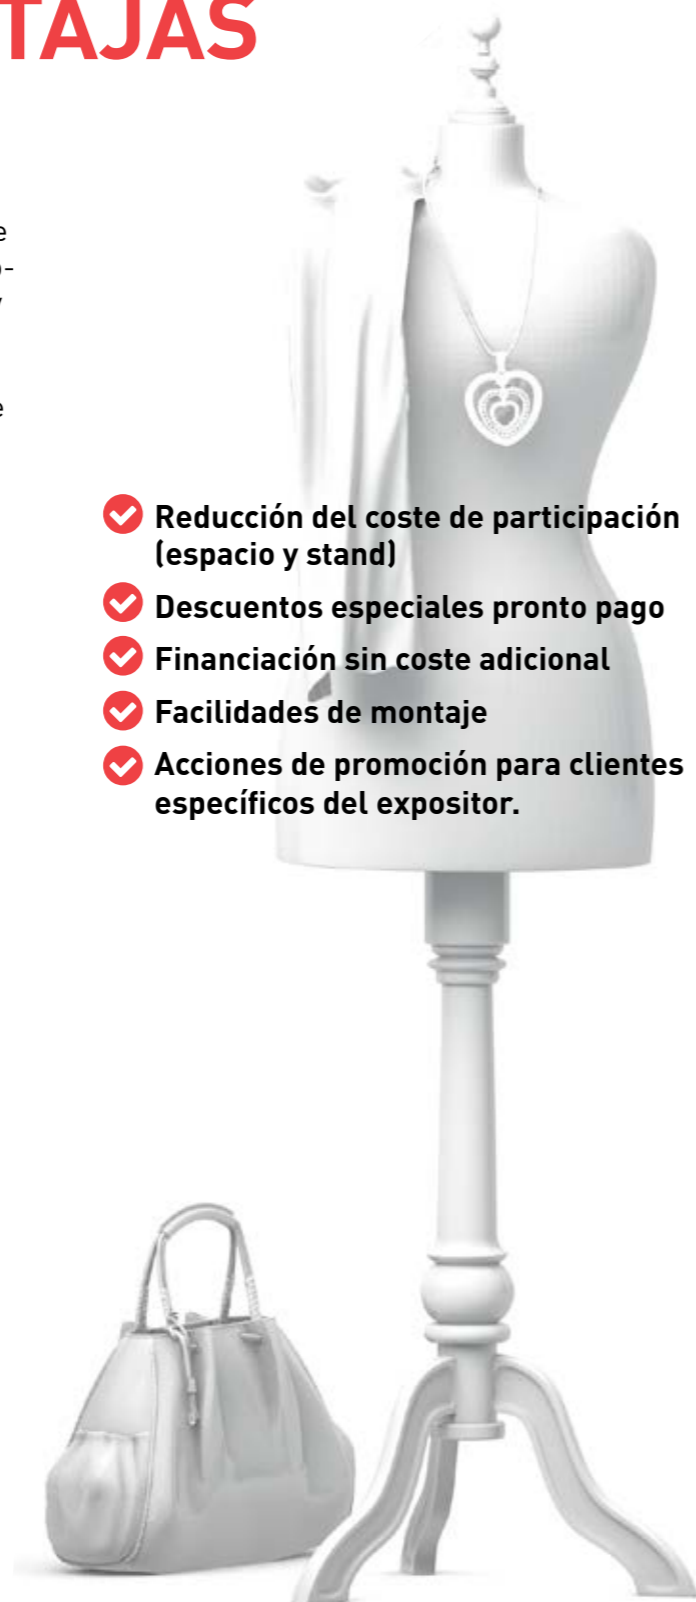 TAJAS
e
o-
y
e
Reducción del coste de participación
(espacio y stand)
Descuentos especiales pronto pago
Financiación sin coste adicional
Facilidades de montaje
Acciones de promoción para clientes
específicos del expositor.